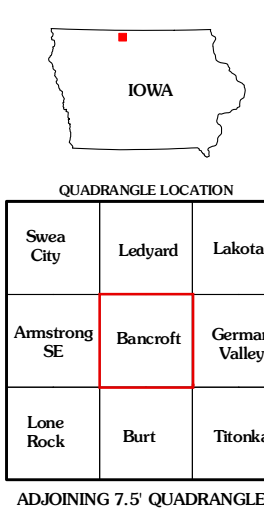 IOWA
QUADRANGLE LOCATION
Swea
City
Ledyard
Lakota
Armstrong
SE
Bancroft
German
Valley
Lone
Rock
Burt
Titonka
ADJOINING 7.5' QUADRANGLE